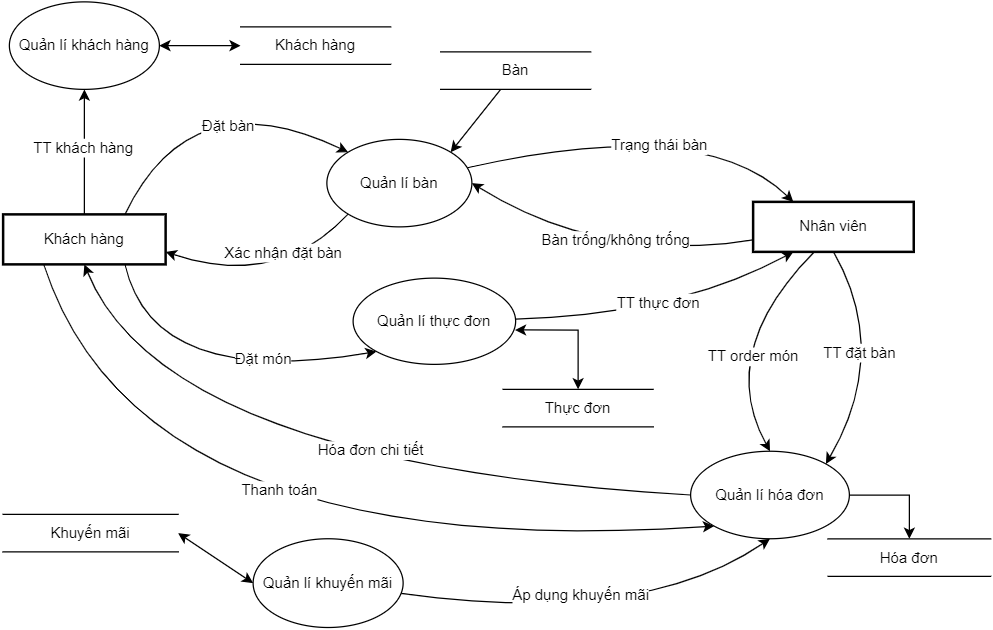 Quản lí khách hàng
Khách hàng
Bàn
TT khách hàng
Đặt bàn
Trạng thái bàn
Quản lí bàn
Khách hàng
Nhân viên
Xác nhận đặt bàn
Bàn trống/không trống
TT thực đơn
Quản lí thực đơn
Đặt món
TT order món
TT đặt bàn
Thực đơn
Hóa đơn chi tiết
Thanh toán
Quản lí hóa đơn
Khuyến mãi
Hóa đơn
Quản lí khuyến mãi
Áp dụng khuyến mãi